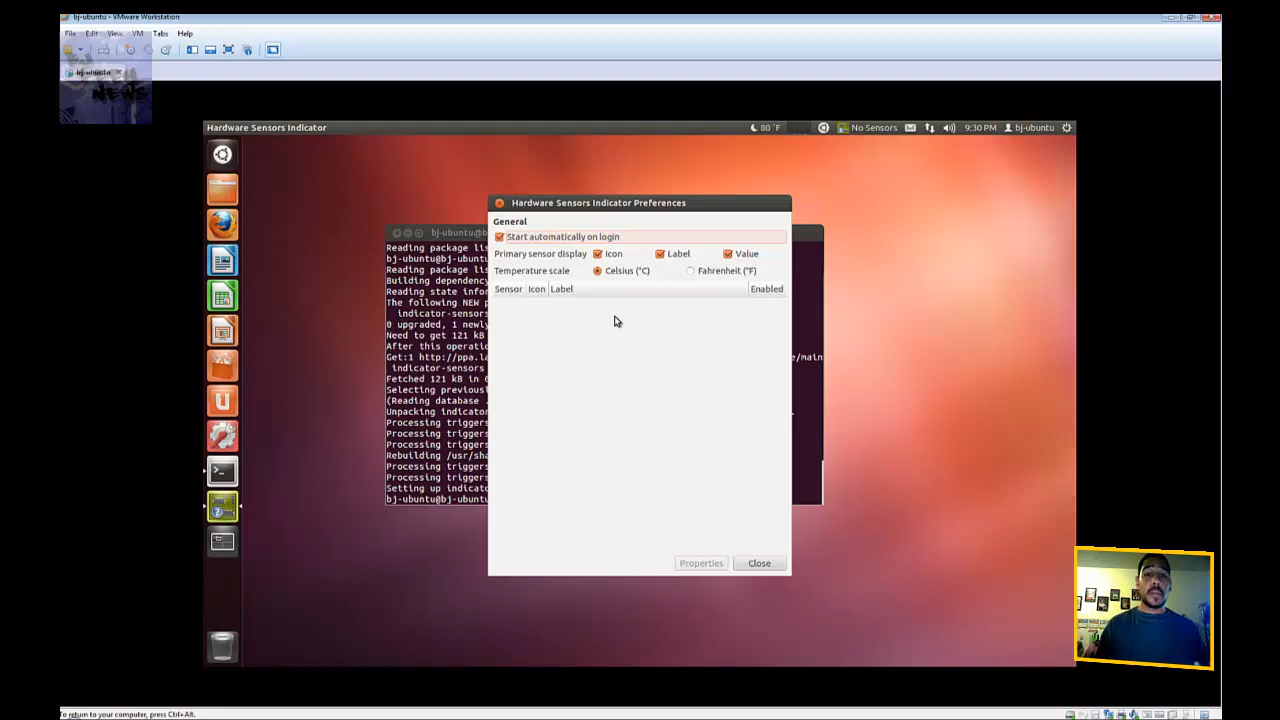 bj-ubuntu - VMware Workstation
File Edit View VM Tabs Help
bj-ubuntu
NEWS
Hardware Sensors Indicator
80 °F No Sensors 9:30 PM bj-ubuntu
Hardware Sensors Indicator Preferences
General
Start automatically on login
Primary sensor display Icon Label Value
Temperature scale Celsius (°C) Fahrenheit (°F)
Sensor Icon Label Enabled
Properties Close
bj-ubuntu@b
Reading package lis
bj-ubuntu@bj-ubuntu
Reading package lis
Building dependency
Reading state infor
The following NEW p
indicator-sensors
0 upgraded, 1 newly
Need to get 121 kB
After this operatio
Get:1 http://ppa.la e/main
indicator-sensors
Fetched 121 kB in
Selecting previousl
(Reading database .
Unpacking indicator
Processing triggers
Processing triggers
Processing triggers
Rebuilding /usr/sha
Processing triggers
Processing triggers
Setting up indicato
bj-ubuntu@bj-ubuntu
To return to your computer, press Ctrl+Alt.